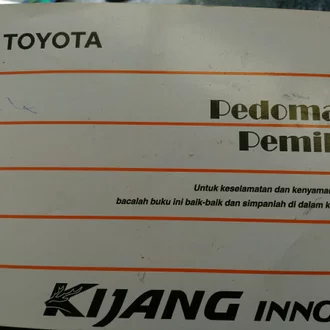 TOYOTA
Pedoma
Pemil
Untuk keselamatan dan kenyama
bacalah buku ini baik-baik dan simpanlah di dalam k
KIJANG INNO